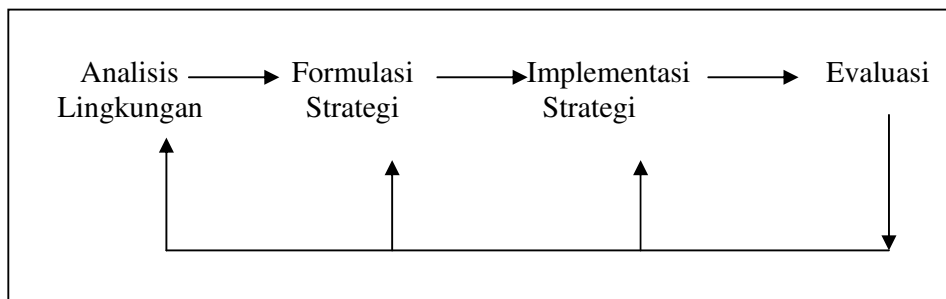 Analisis Formulasi Implementasi Evaluasi
Lingkungan Strategi Strategi